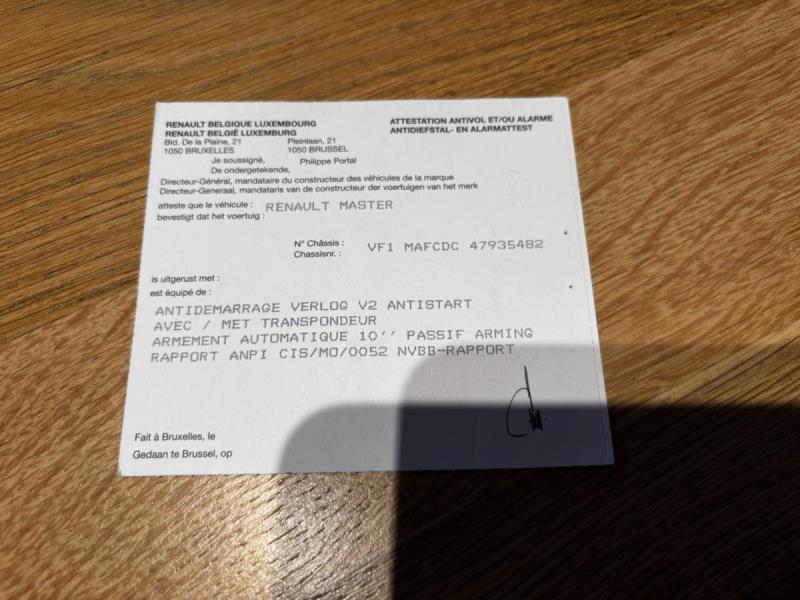 RENAULT BELGIQUE LUXEMBOURG
RENAULT BELGIË LUXEMBURG
ATTESTATION ANTIVOL ET/OU ALARME
ANTIDIEFSTAL- EN ALARMATTEST
Bld. De la Plaine, 21 Pleinlaan, 21
1050 BRUXELLES 1050 BRUSSEL
Je soussigné, Philippe Portal
De ondergetekende,
Directeur-Général, mandataire du constructeur des véhicules de la marque
Directeur-Generaal, mandataris van de constructeur der voertuigen van het merk
atteste que le véhicule : RENAULT MASTER
bevestigt dat het voertuig :
N° Châssis : VF1 MAFCDC 47935482
Chassisnr. :
is uitgerust met :
est équipé de :
ANTIDEMARRAGE VERLOG V2 ANTISTART
AVEC / MET TRANSPONDEUR
ARMEMENT AUTOMATIQUE 10'' PASSIF ARMING
RAPPORT ANPI CIS/MO/0052 NVBB-RAPPORT
Fait à Bruxelles, le
Gedaan te Brussel, op